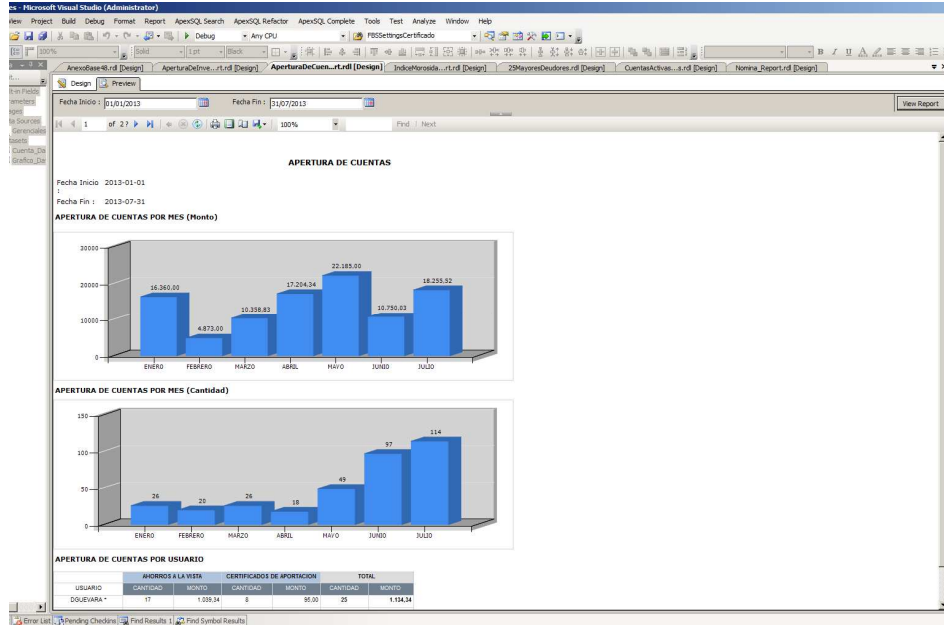 es - Microsoft Visual Studio (Administrator)
View Project Build Debug Format Report ApexSQL Search ApexSQL Refactor ApexSQL Complete Tools Test Analyze Window Help
Debug Any CPU FBSSettingsCertificado
100% Solid 1 pt Black B I U A
AnexoBase48.rdl [Design] AperturaDeInve...rt.rdl [Design] AperturaDeCuen...rt.rdl [Design] IndiceMorosida...rt.rdl [Design] 25MayoresDeudores.rdl [Design] CuentasActivas...s.rdl [Design] Nomina_Report.rdl [Design]
Design Preview
Fecha Inicio : 01/01/2013 Fecha Fin : 31/07/2013 View Report
1 of 2? 100% Find | Next
Gerenciales
Cuenta_Da
Grafico_Da
APERTURA DE CUENTAS
Fecha Inicio : 2013-01-01
Fecha Fin : 2013-07-31
APERTURA DE CUENTAS POR MES (Monto)
30000
20000
10000
0
16.360,00 4.873,00 10.358,83 17.204,34 22.185,00 10.750,03 18.255,52
ENERO FEBRERO MARZO ABRIL MAYO JUNIO JULIO
APERTURA DE CUENTAS POR MES (Cantidad)
150
100
50
0
26 20 26 18 49 97 114
ENERO FEBRERO MARZO ABRIL MAYO JUNIO JULIO
APERTURA DE CUENTAS POR USUARIO
AHORROS A LA VISTA CERTIFICADOS DE APORTACION TOTAL
USUARIO CANTIDAD MONTO CANTIDAD MONTO CANTIDAD MONTO
DGUEVARA * 17 1.039,34 8 95,00 25 1.134,34
Error List Pending Checkins Find Results 1 Find Symbol Results